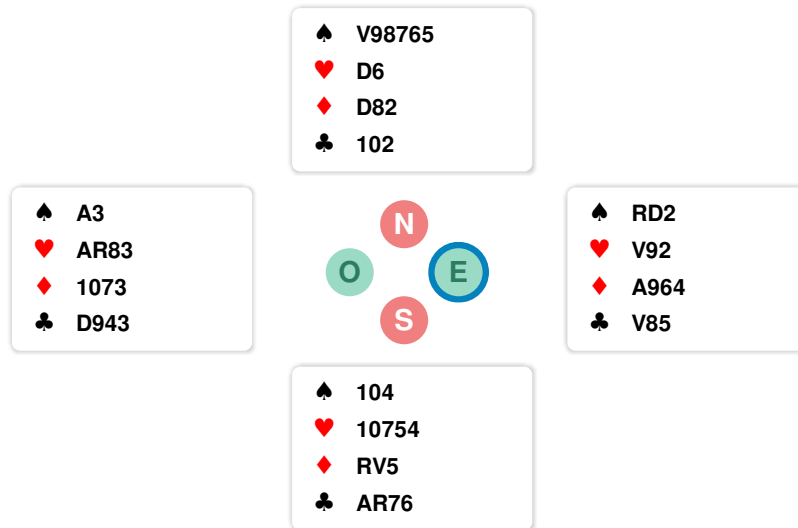 ♠ V98765
♥ D6
♦ D82
♣ 102
♠ A3
♥ AR83
♦ 1073
♣ D943
N
O
E
S
♠ RD2
♥ V92
♦ A964
♣ V85
♠ 104
♥ 10754
♦ RV5
♣ AR76